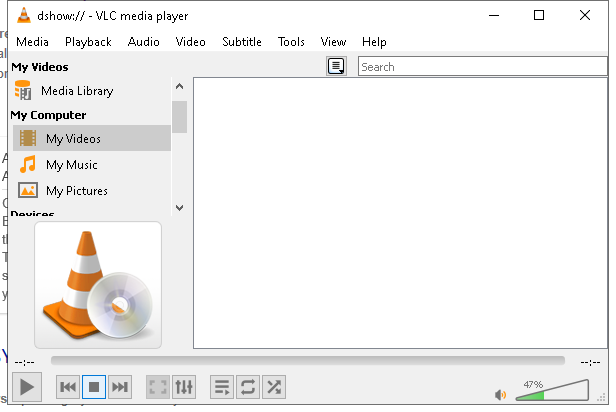 dshow:// - VLC media player
Media Playback Audio Video Subtitle Tools View Help
My Videos
Search
Media Library
My Computer
My Videos
My Music
My Pictures
Devices
--:--
--:--
47%